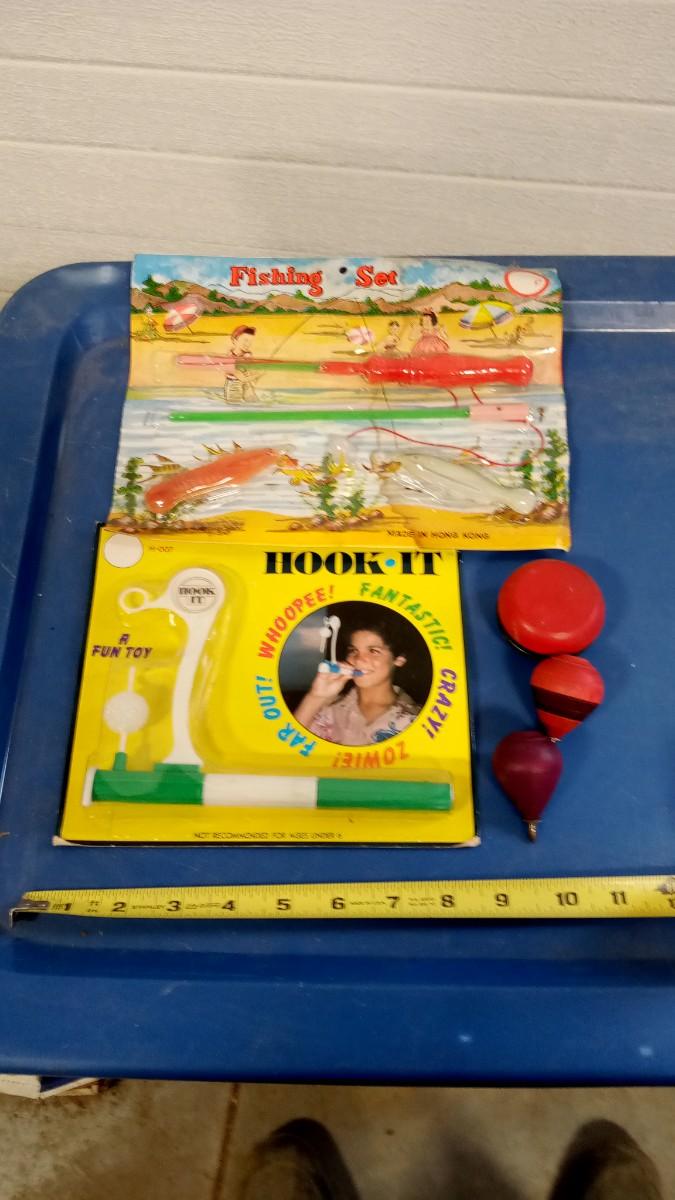 Fishing Set
MADE IN HONG KONG
H-007
HOOK·IT
HOOK
IT
A
FUN TOY
WHOOPEE! FANTASTIC! CRAZY! ZOWIE! FAR OUT!
NOT RECOMMENDED FOR AGES UNDER 6
1 2 3 4 5 6 7 8 9 10 11